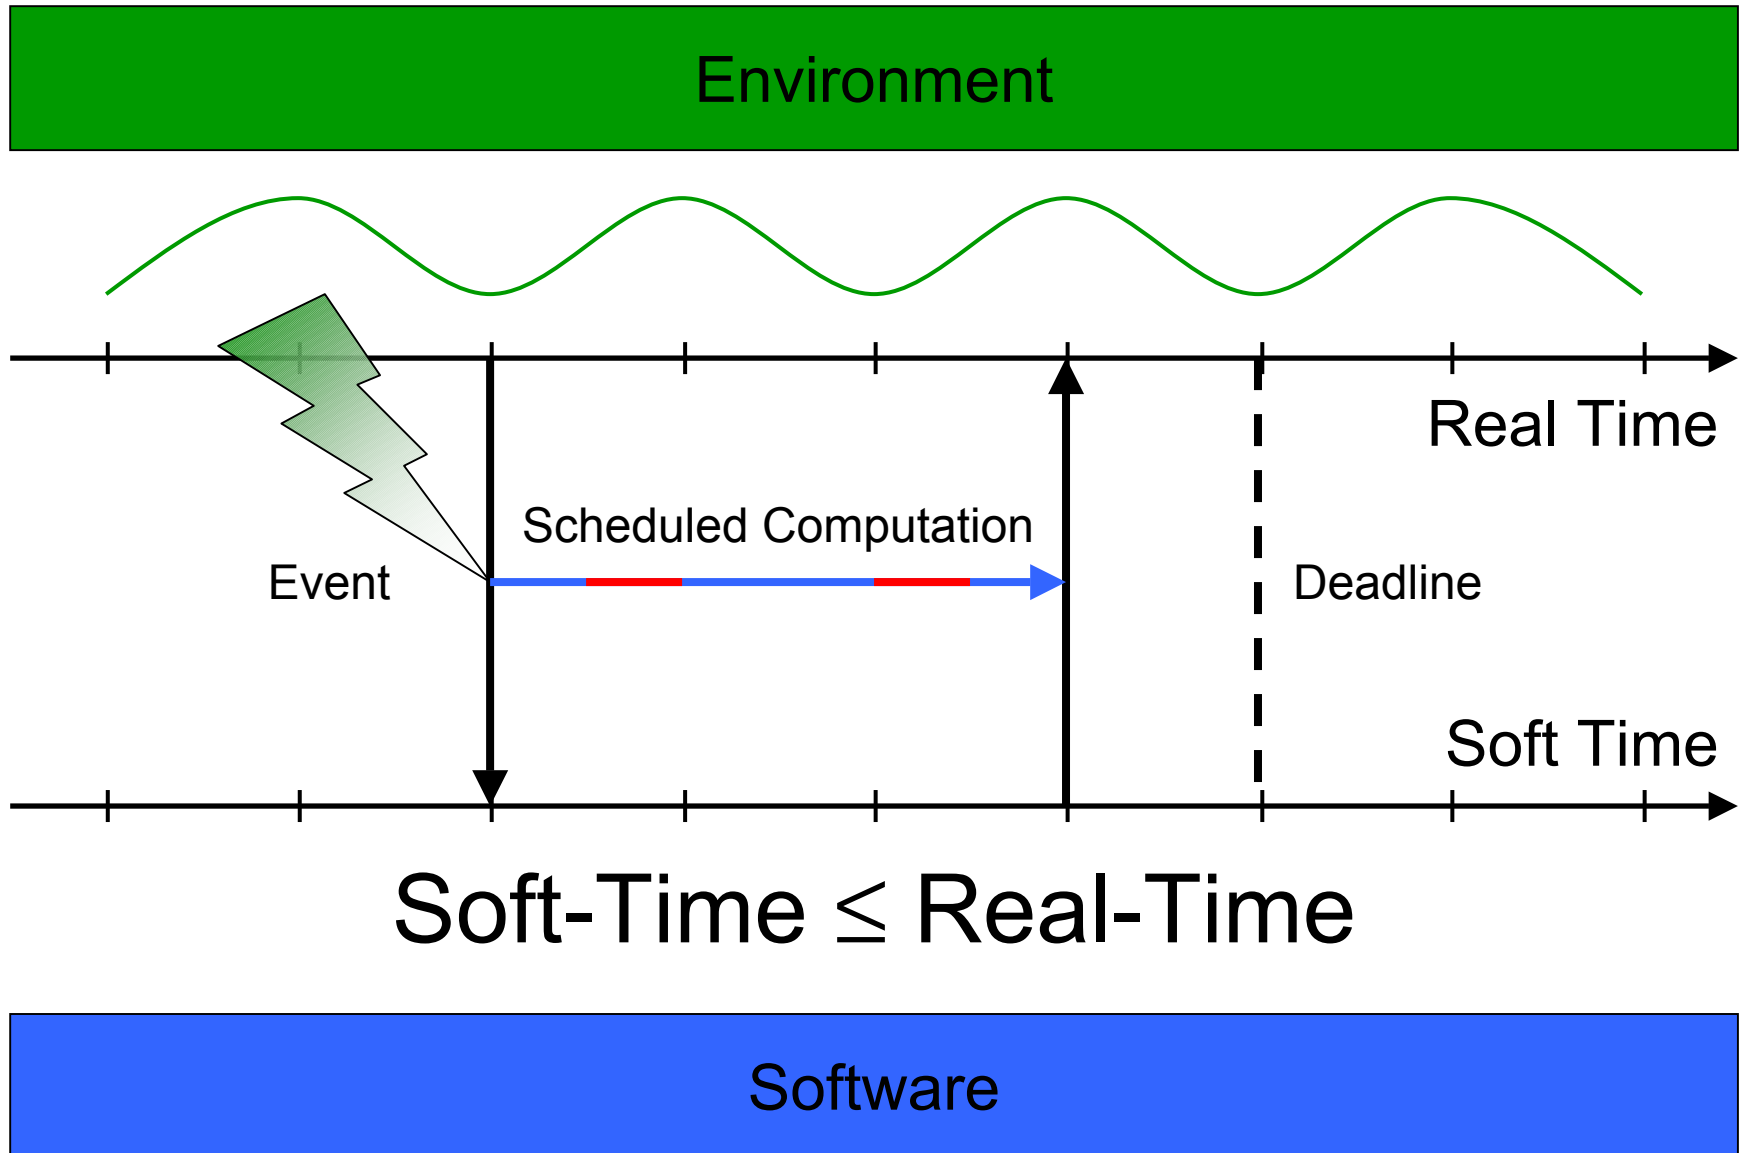 Environment
Real Time
Scheduled Computation
Event
Deadline
Soft Time
Soft-Time ≤ Real-Time
Software